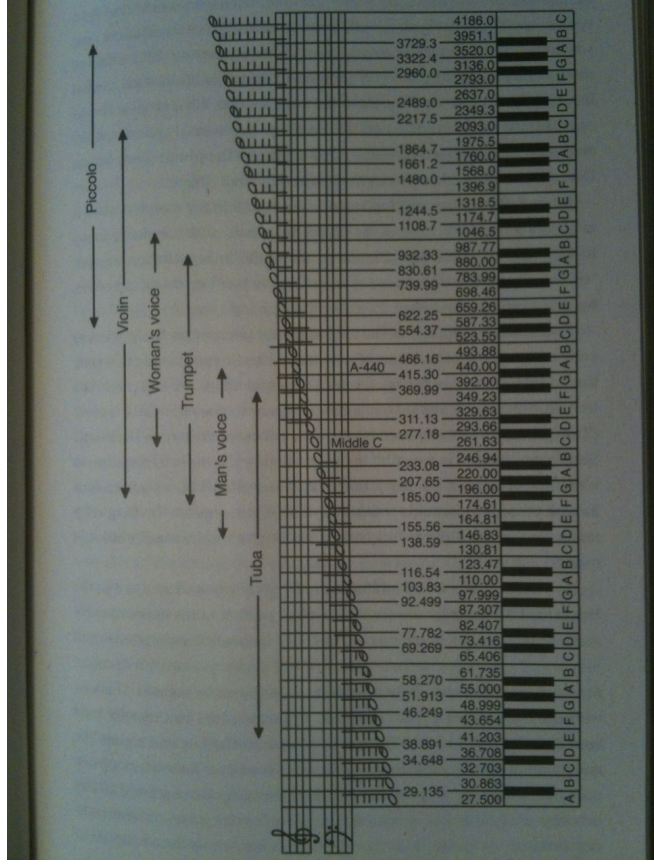 Piccolo
Violin
Woman's voice
Trumpet
Man's voice
Tuba
A-440
Middle C
4186.0 C
3951.1 B
3729.3
3520.0 A
3322.4
3136.0 G
2960.0
2793.0 F
2637.0 E
2489.0
2349.3 D
2217.5
2093.0 C
1975.5 B
1864.7
1760.0 A
1661.2
1568.0 G
1480.0
1396.9 F
1318.5 E
1244.5
1174.7 D
1108.7
1046.5 C
987.77 B
932.33
880.00 A
830.61
783.99 G
739.99
698.46 F
659.26 E
622.25
587.33 D
554.37
523.55 C
493.88 B
466.16
440.00 A
415.30
392.00 G
369.99
349.23 F
329.63 E
311.13
293.66 D
277.18
261.63 C
246.94 B
233.08
220.00 A
207.65
196.00 G
185.00
174.61 F
164.81 E
155.56
146.83 D
138.59
130.81 C
123.47 B
116.54
110.00 A
103.83
97.999 G
92.499
87.307 F
82.407 E
77.782
73.416 D
69.269
65.406 C
61.735 B
58.270
55.000 A
51.913
48.999 G
46.249
43.654 F
41.203 E
38.891
36.708 D
34.648
32.703 C
30.863 B
29.135
27.500 A